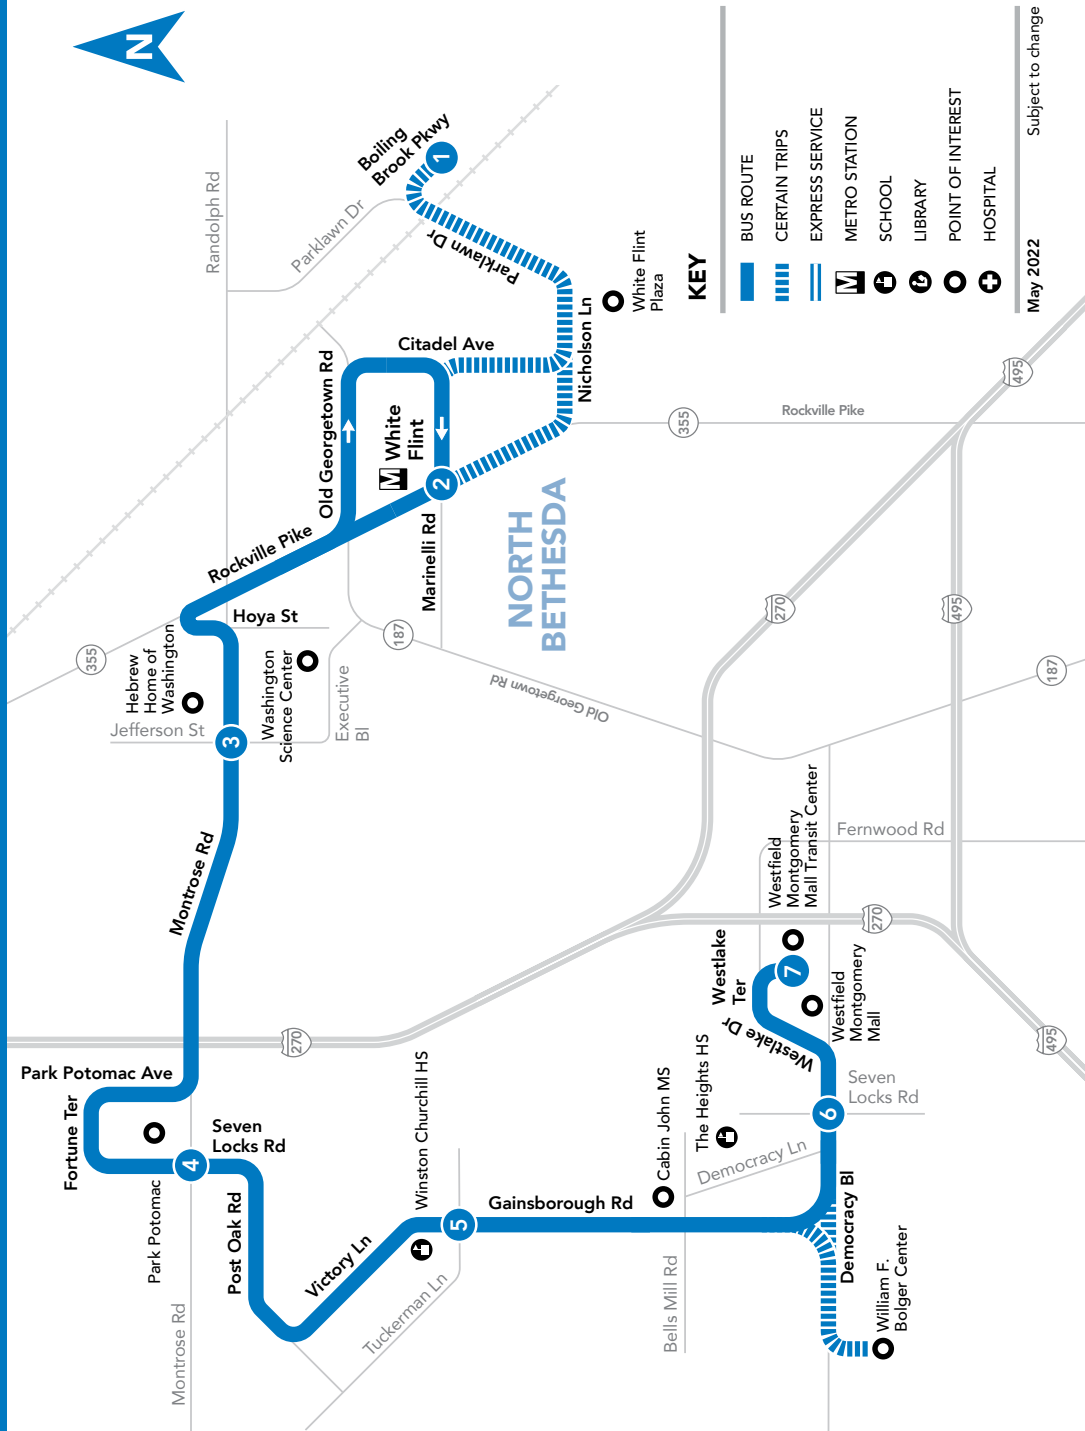 N
Boiling
Brook Pkwy
1
Randolph Rd
Parklawn Dr
Parklawn Dr
White Flint
Plaza
Nicholson Ln
Citadel Ave
Old Georgetown Rd
M White
Flint
2
Marinelli Rd
Rockville Pike
355
Rockville Pike
NORTH
BETHESDA
Hoya St
355
Hebrew
Home of
Washington
Washington
Science Center
Jefferson St
3
Executive
Bl
187
Old Georgetown Rd
270
495
495
187
Montrose Rd
Fernwood Rd
Westfield
Montgomery
Mall Transit Center
270
Westlake
Ter
7
Westfield
Montgomery
Mall
Westlake Dr
495
270
Park Potomac Ave
Fortune Ter
Seven
Locks Rd
4
Park Potomac
Post Oak Rd
Montrose Rd
Victory Ln
Winston Churchill HS
5
Tuckerman Ln
Gainsborough Rd
Cabin John MS
The Heights HS
Democracy Ln
Bells Mill Rd
6
Seven
Locks Rd
Democracy Bl
William F.
Bolger Center
KEY
BUS ROUTE
CERTAIN TRIPS
EXPRESS SERVICE
M METRO STATION
SCHOOL
LIBRARY
POINT OF INTEREST
HOSPITAL
May 2022
Subject to change